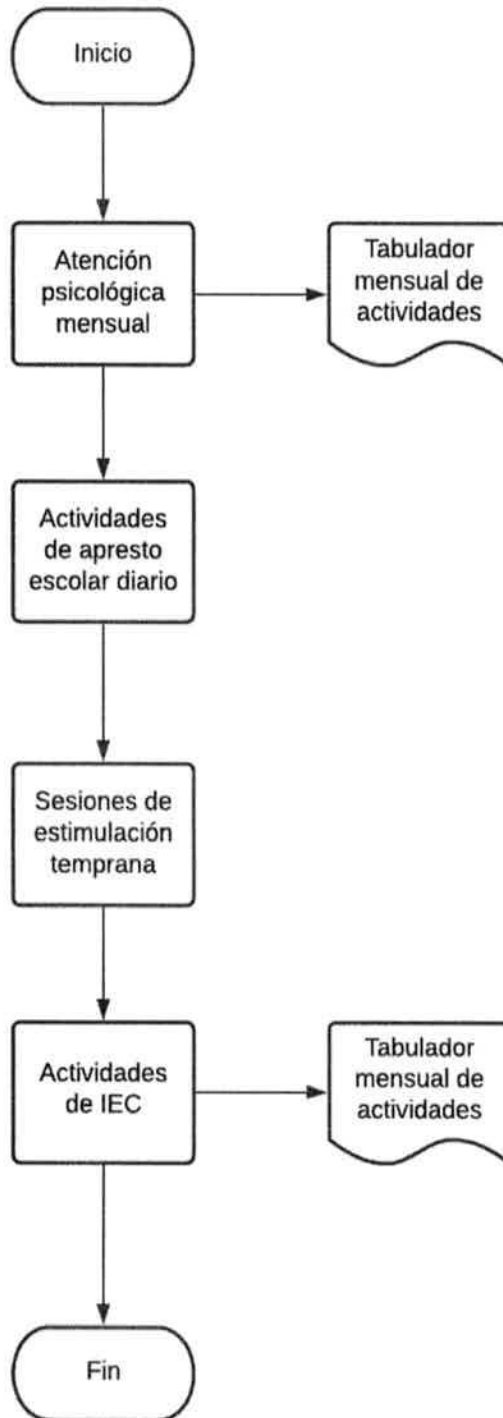 Inicio
Atención
psicológica
mensual
Tabulador
mensual de
actividades
Actividades
de apresto
escolar diario
Sesiones de
estimulación
temprana
Actividades
de IEC
Tabulador
mensual de
actividades
Fin